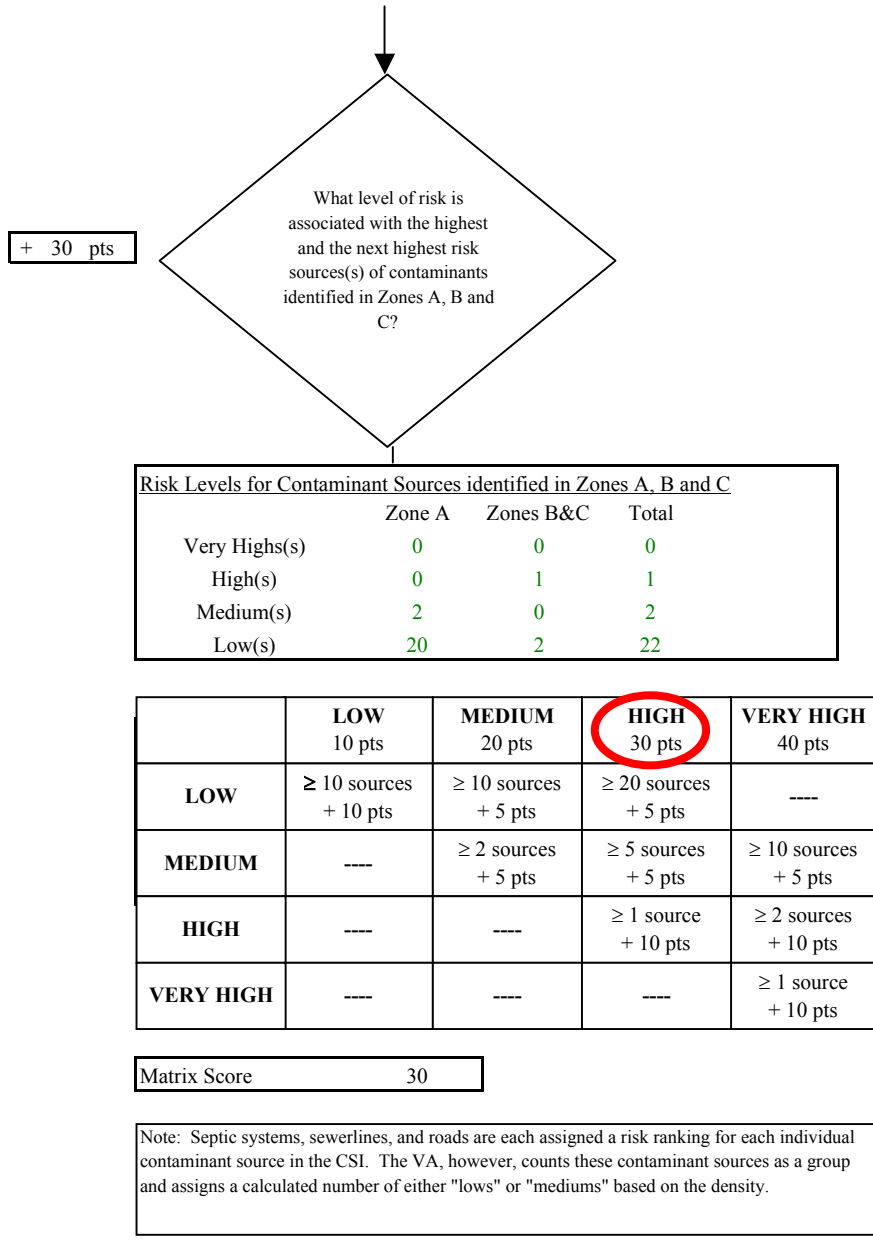 What level of risk is
associated with the highest
and the next highest risk
sources(s) of contaminants
identified in Zones A, B and
C?
+ 30 pts
Risk Levels for Contaminant Sources identified in Zones A, B and C
Zone A Zones B&C Total
Very Highs(s) 0 0 0
High(s) 0 1 1
Medium(s) 2 0 2
Low(s) 20 2 22
LOW MEDIUM HIGH VERY HIGH
10 pts 20 pts 30 pts 40 pts
LOW ≥ 10 sources ≥ 10 sources ≥ 20 sources ----
+ 10 pts + 5 pts + 5 pts
MEDIUM ---- ≥ 2 sources ≥ 5 sources ≥ 10 sources
+ 5 pts + 5 pts + 5 pts
HIGH ---- ---- ≥ 1 source ≥ 2 sources
+ 10 pts + 10 pts
VERY HIGH ---- ---- ---- ≥ 1 source
+ 10 pts
Matrix Score 30
Note: Septic systems, sewerlines, and roads are each assigned a risk ranking for each individual
contaminant source in the CSI. The VA, however, counts these contaminant sources as a group
and assigns a calculated number of either "lows" or "mediums" based on the density.